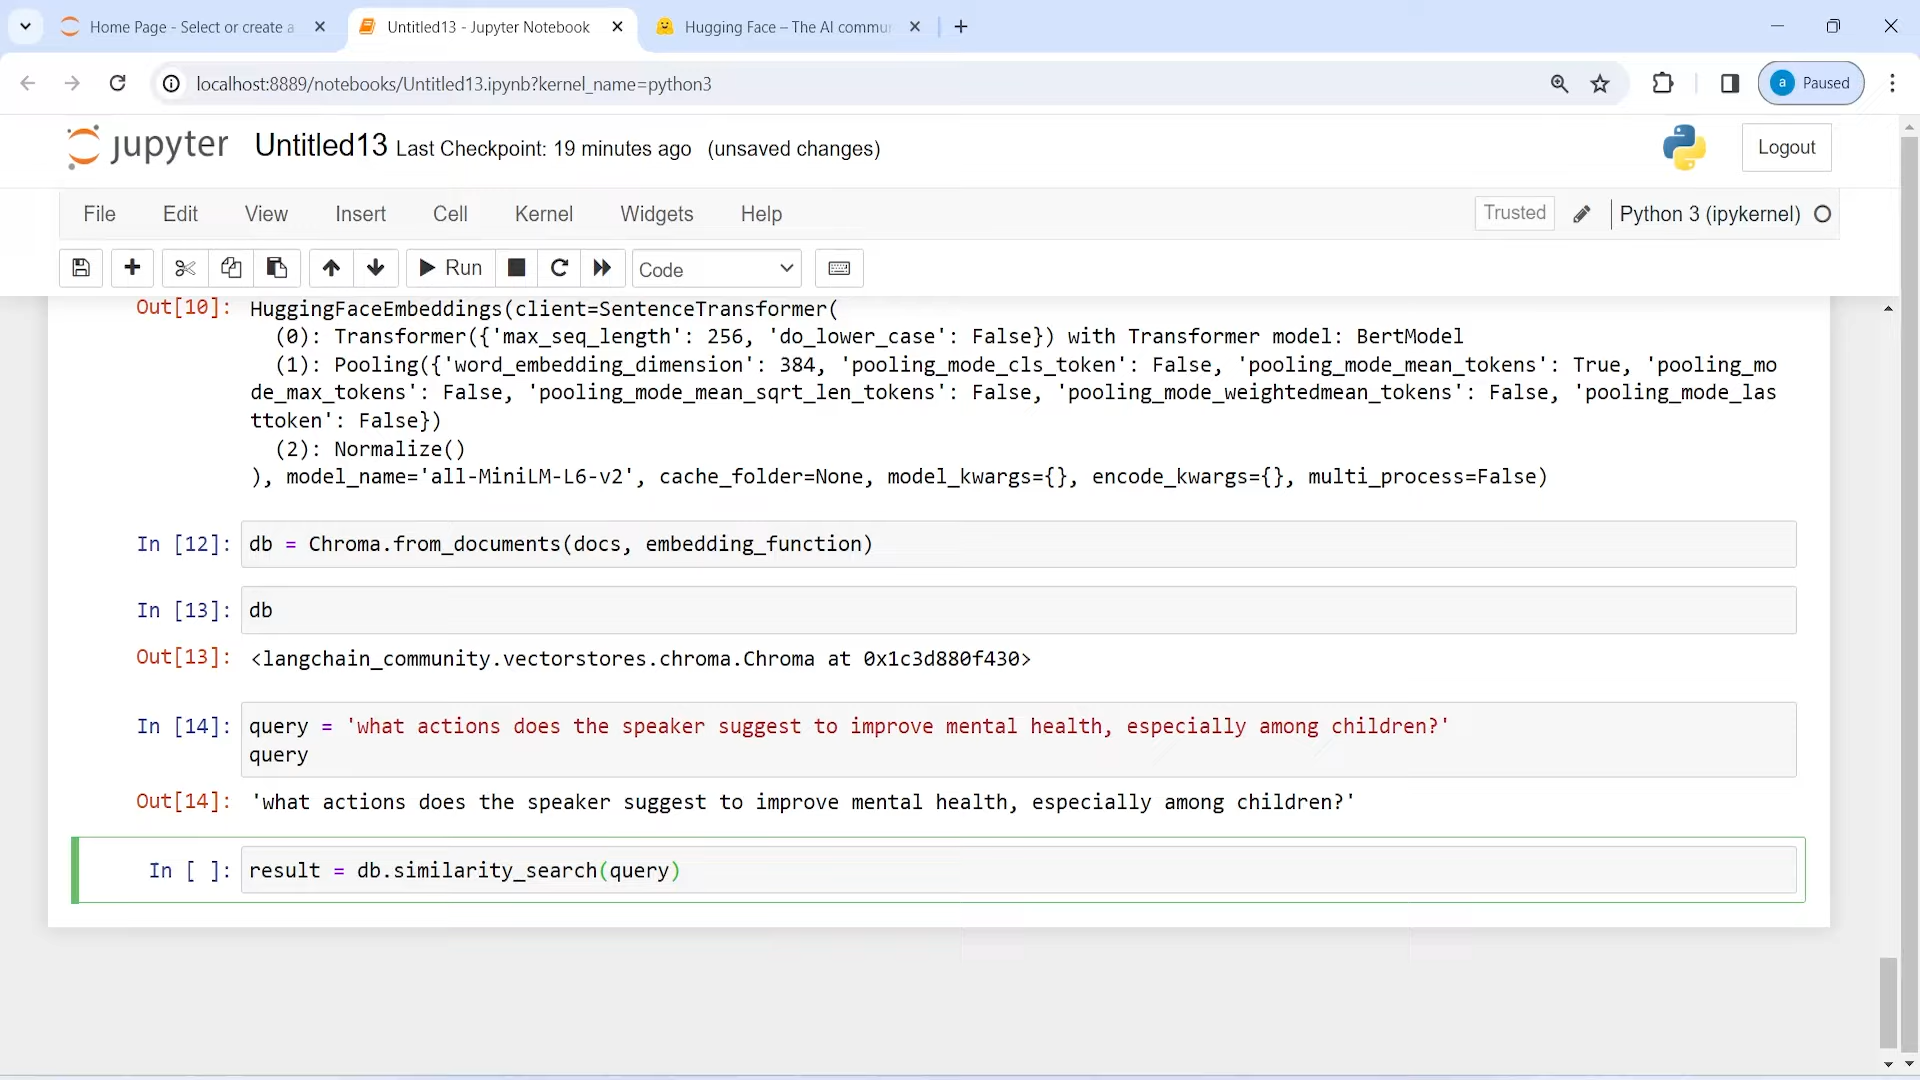 Home Page - Select or create a
Untitled13 - Jupyter Notebook
Hugging Face – The AI commu
localhost:8889/notebooks/Untitled13.ipynb?kernel_name=python3
a Paused
jupyter Untitled13 Last Checkpoint: 19 minutes ago (unsaved changes)
Logout
File Edit View Insert Cell Kernel Widgets Help
Trusted Python 3 (ipykernel)
Run Code
Out[10]: HuggingFaceEmbeddings(client=SentenceTransformer(
(0): Transformer({'max_seq_length': 256, 'do_lower_case': False}) with Transformer model: BertModel
(1): Pooling({'word_embedding_dimension': 384, 'pooling_mode_cls_token': False, 'pooling_mode_mean_tokens': True, 'pooling_mo
de_max_tokens': False, 'pooling_mode_mean_sqrt_len_tokens': False, 'pooling_mode_weightedmean_tokens': False, 'pooling_mode_las
ttoken': False})
(2): Normalize()
), model_name='all-MiniLM-L6-v2', cache_folder=None, model_kwargs={}, encode_kwargs={}, multi_process=False)
In [12]: db = Chroma.from_documents(docs, embedding_function)
In [13]: db
Out[13]: <langchain_community.vectorstores.chroma.Chroma at 0x1c3d880f430>
In [14]: query = 'what actions does the speaker suggest to improve mental health, especially among children?'
query
Out[14]: 'what actions does the speaker suggest to improve mental health, especially among children?'
In [ ]: result = db.similarity_search(query)